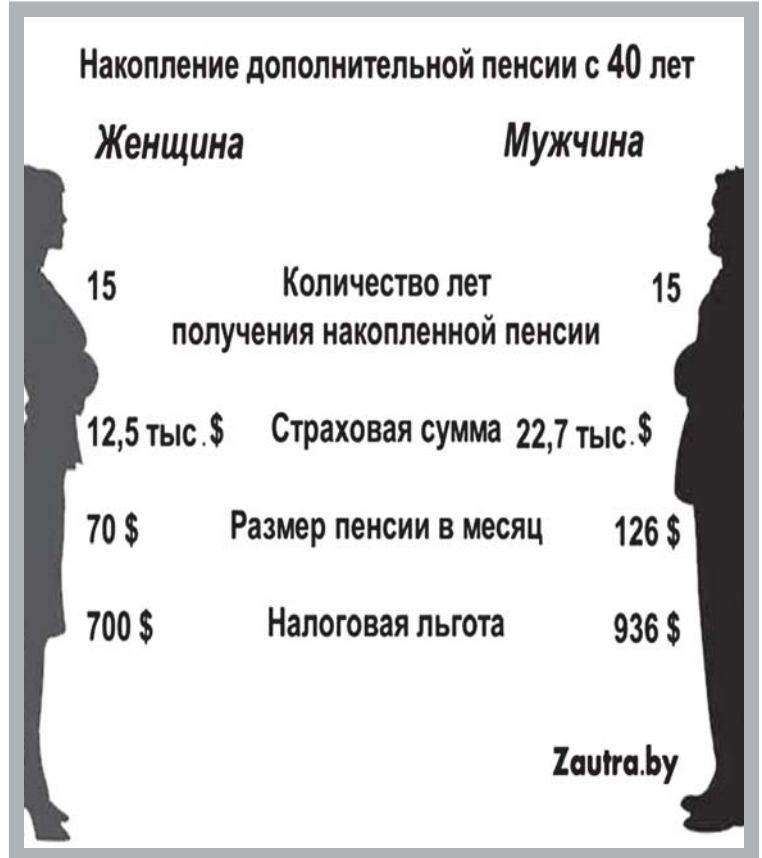 Накопление дополнительной пенсии с 40 лет
Женщина Мужчина
15 Количество лет 15
получения накопленной пенсии
12,5 тыс.$ Страховая сумма 22,7 тыс.$
70 $ Размер пенсии в месяц 126 $
700 $ Налоговая льгота 936 $
Zautra.by